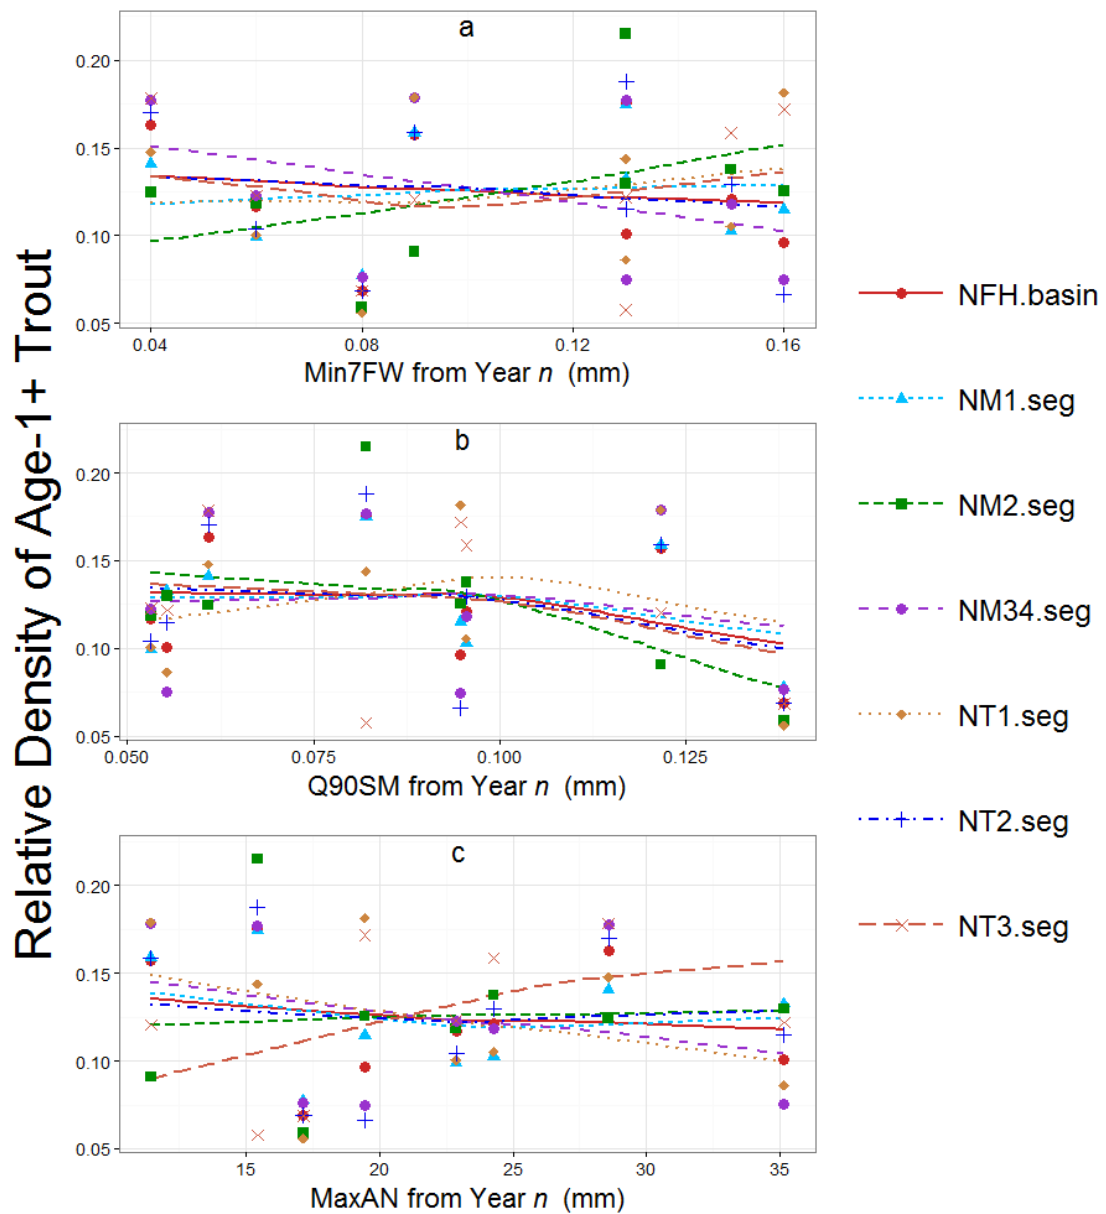 Relative Density of Age-1+ Trout
a
0.20
0.15
0.10
0.05
0.04 0.08 0.12 0.16
Min7FW from Year n (mm)
b
0.20
0.15
0.10
0.05
0.050 0.075 0.100 0.125
Q90SM from Year n (mm)
c
0.20
0.15
0.10
0.05
15 20 25 30 35
MaxAN from Year n (mm)
NFH.basin
NM1.seg
NM2.seg
NM34.seg
NT1.seg
NT2.seg
NT3.seg